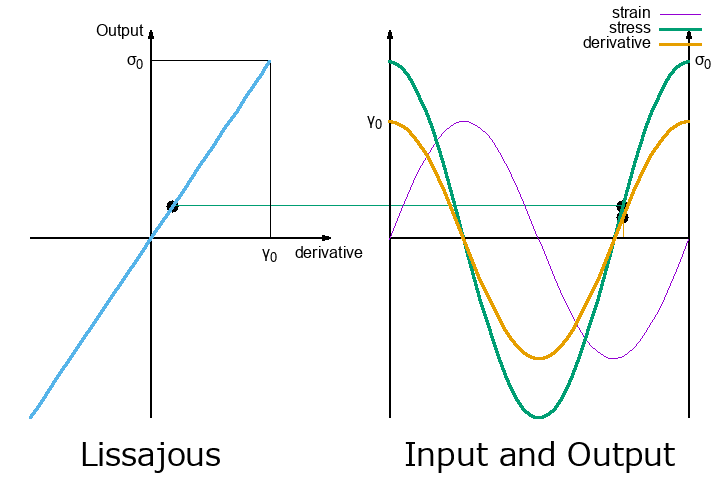 Output
σ0
γ0
derivative
Lissajous
strain
stress
derivative
γ0
σ0
Input and Output